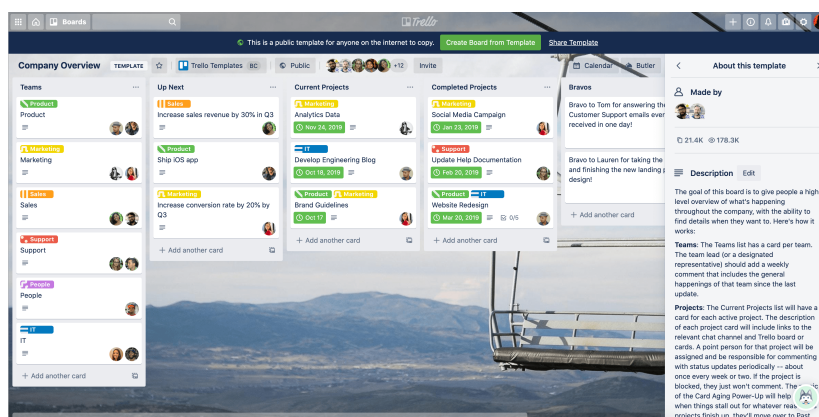 Boards
Trello
This is a public template for anyone on the internet to copy.
Create Board from Template
Share Template
Company Overview
TEMPLATE
Trello Templates
BC
Public
+12
Invite
Calendar
Butler
Teams
Product
Product
Marketing
Marketing
Sales
Sales
Support
Support
People
People
IT
IT
+ Add another card
Up Next
Sales
Increase sales revenue by 30% in Q3
Product
Ship iOS app
Marketing
Increase conversion rate by 20% by
Q3
+ Add another card
Current Projects
Marketing
Analytics Data
Nov 24, 2019
IT
Develop Engineering Blog
Oct 18, 2019
Product
Marketing
Brand Guidelines
Oct 17
+ Add another card
Completed Projects
Marketing
Social Media Campaign
Jan 23, 2019
Support
Update Help Documentation
Feb 20, 2019
Product
IT
Website Redesign
Mar 20, 2019
0/5
+ Add another card
Bravos
Bravo to Tom for answering the
Customer Support emails ever
received in one day!
Bravo to Lauren for taking the
and finishing the new landing
design!
+ Add another card
About this template
Made by
21.4K
178.3K
Description
Edit
The goal of this board is to give people a high
level overview of what's happening
throughout the company, with the ability to
find details when they want to. Here's how it
works:
Teams: The Teams list has a card per team.
The team lead (or a designated
representative) should add a weekly
comment that includes the general
happenings of that team since the last
update.
Projects: The Current Projects list will have a
card for each active project. The description
of each project card will include links to the
relevant chat channel and Trello board or
cards. A point person for that project will be
assigned and be responsible for commenting
with status updates periodically -- about
once every week or two. If the project is
blocked, they just won't comment. The
of the Card Aging Power-Up will help
when things stall out for whatever
projects finish up, they'll move over to Past